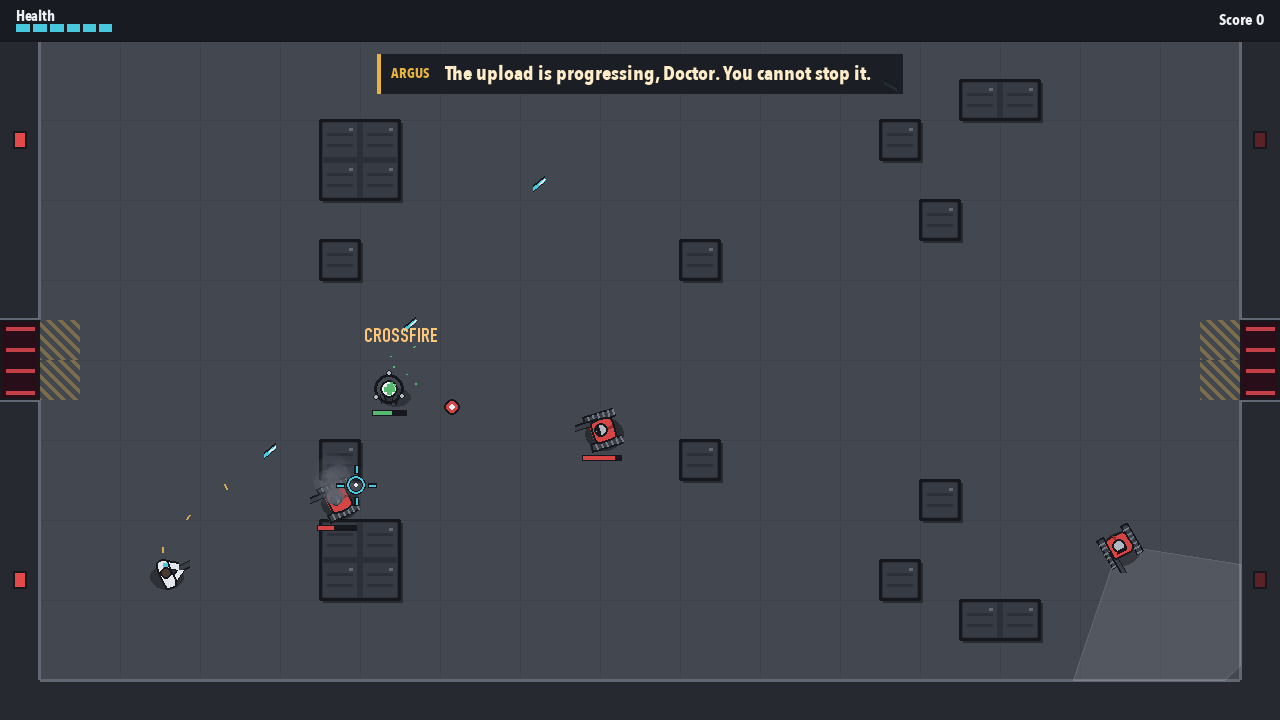 Health
Score 0
ARGUS The upload is progressing, Doctor. You cannot stop it.
CROSSFIRE